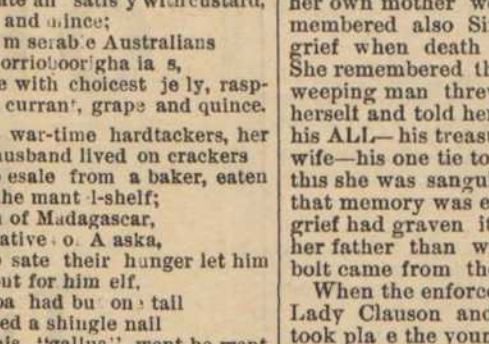 and mince;
m serab e Australians
orrioboorigha ia s,
e with choicest je ly, rasp-
curran', grape and quince.
war-time hardtackers, her
usband lived on crackers
esale from a baker, eaten
he mant l-shelf;
of Madagascar,
ative o. A aska,
sate their hunger let him
ut for him elf.
oa had bu on tail
ed a shingle nail
her own mother
membered also Si
grief when death
She remembered th
weeping man threw
herself and told her
his ALL—his treasu
wife—his one tie to
this she was sangu
that memory was e
grief had graven it
her father than w
bolt came from the
When the enforce
Lady Clauson and
took pla e the youn